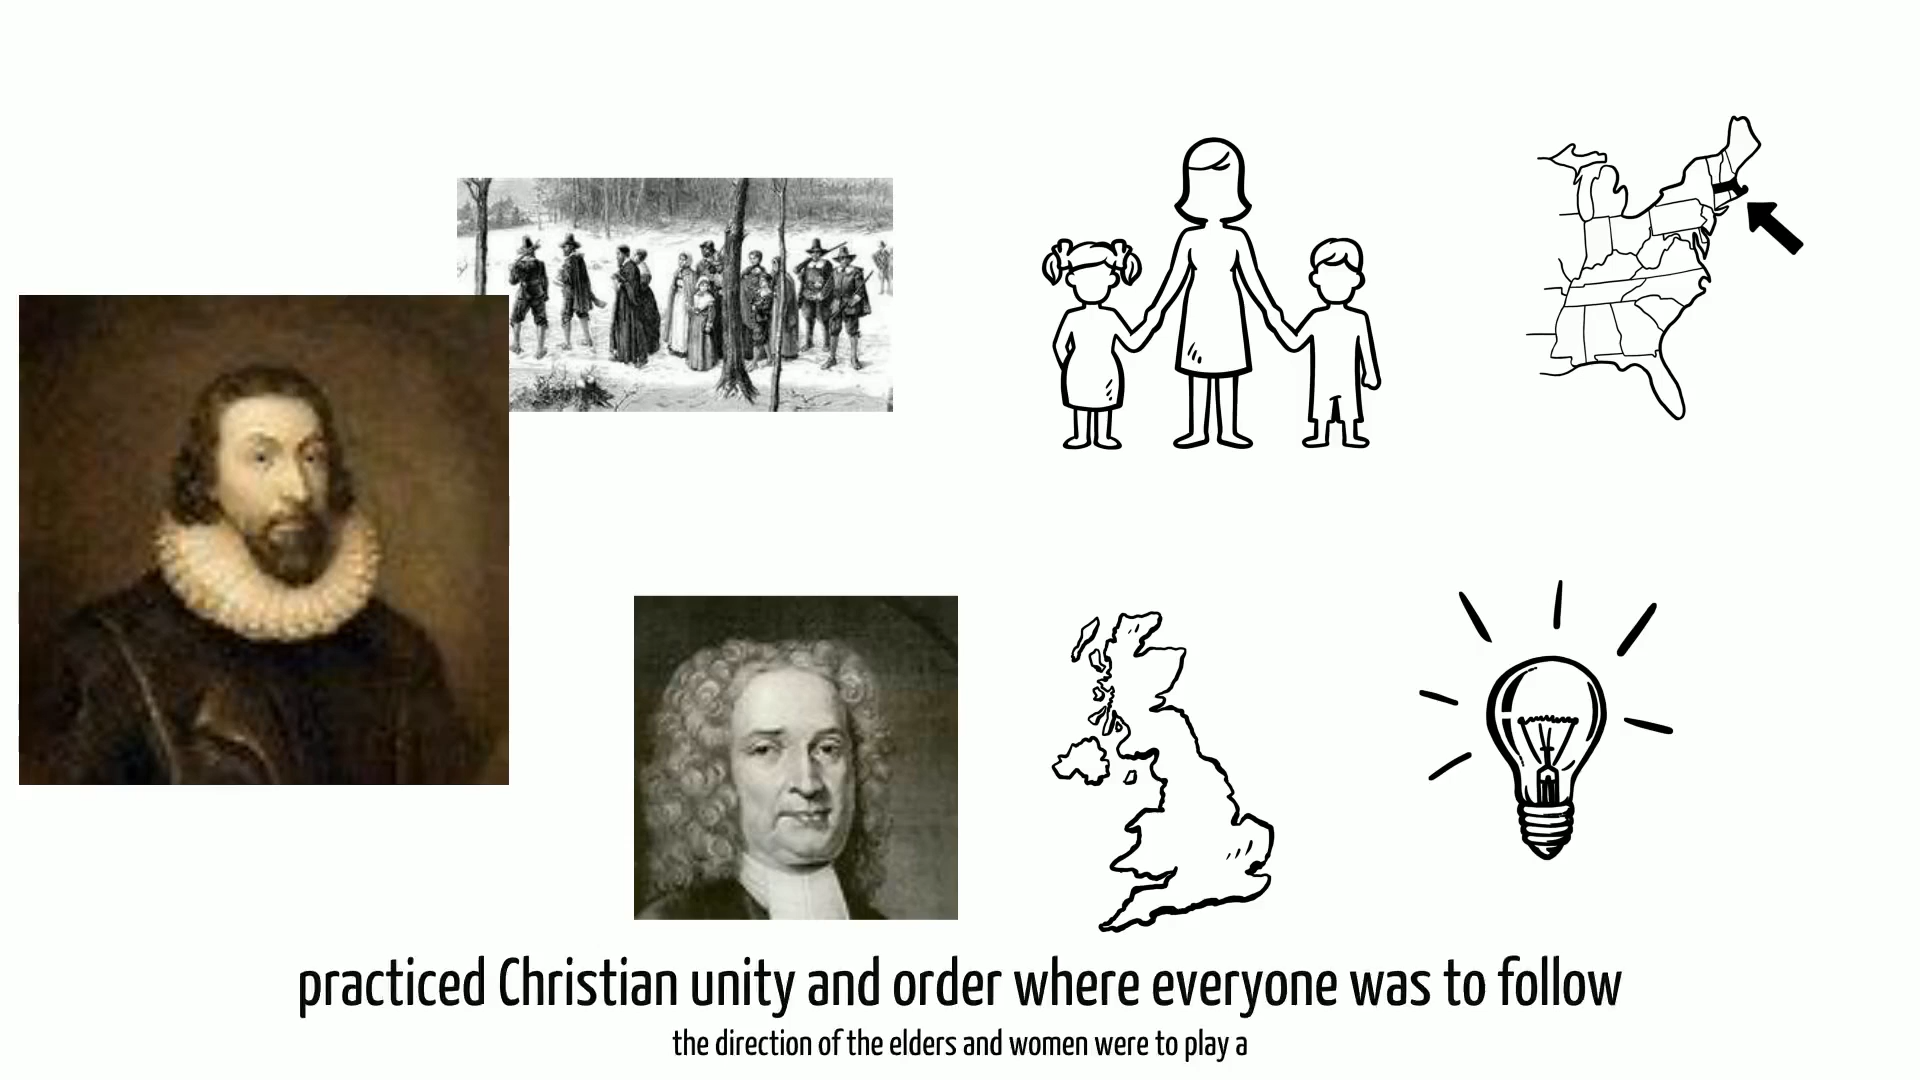 practiced Christian unity and order where everyone was to follow
the direction of the elders and women were to play a